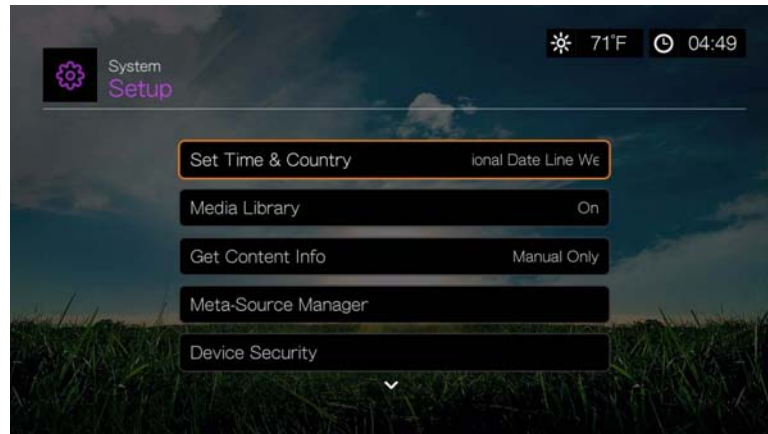 71°F 04:49
System
Setup
Set Time & Country ional Date Line We
Media Library On
Get Content Info Manual Only
Meta-Source Manager
Device Security